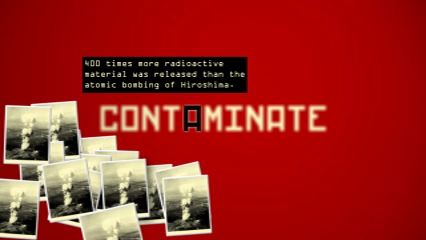 400 times more radioactive
material was released than the
atomic bombing of Hiroshima.
CONTAMINATE